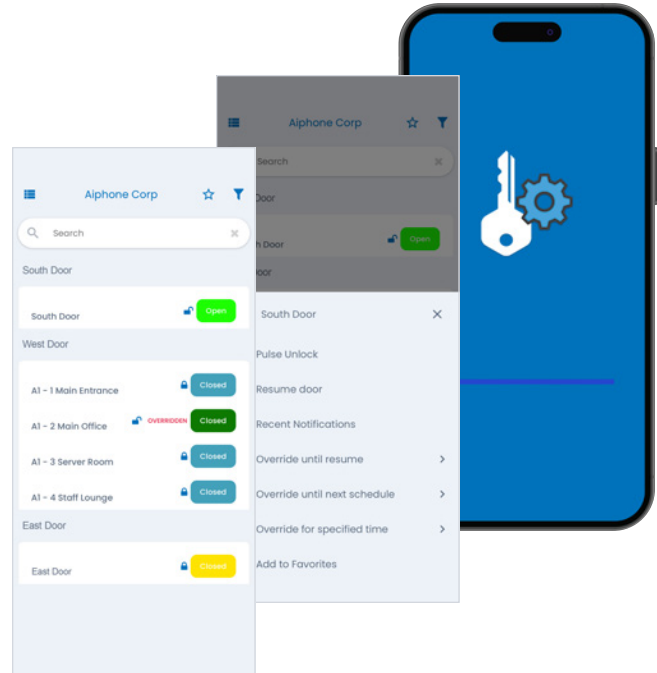 Aiphone Corp
Search
South Door
South Door
Open
West Door
A1 - 1 Main Entrance
Closed
A1 - 2 Main Office
OVERRIDDEN
Closed
A1 - 3 Server Room
Closed
A1 - 4 Staff Lounge
Closed
East Door
East Door
Closed
Aiphone Corp
Search
Door
h Door
Open
oor
South Door
Pulse Unlock
Resume door
Recent Notifications
Override until resume
Override until next schedule
Override for specified time
Add to Favorites